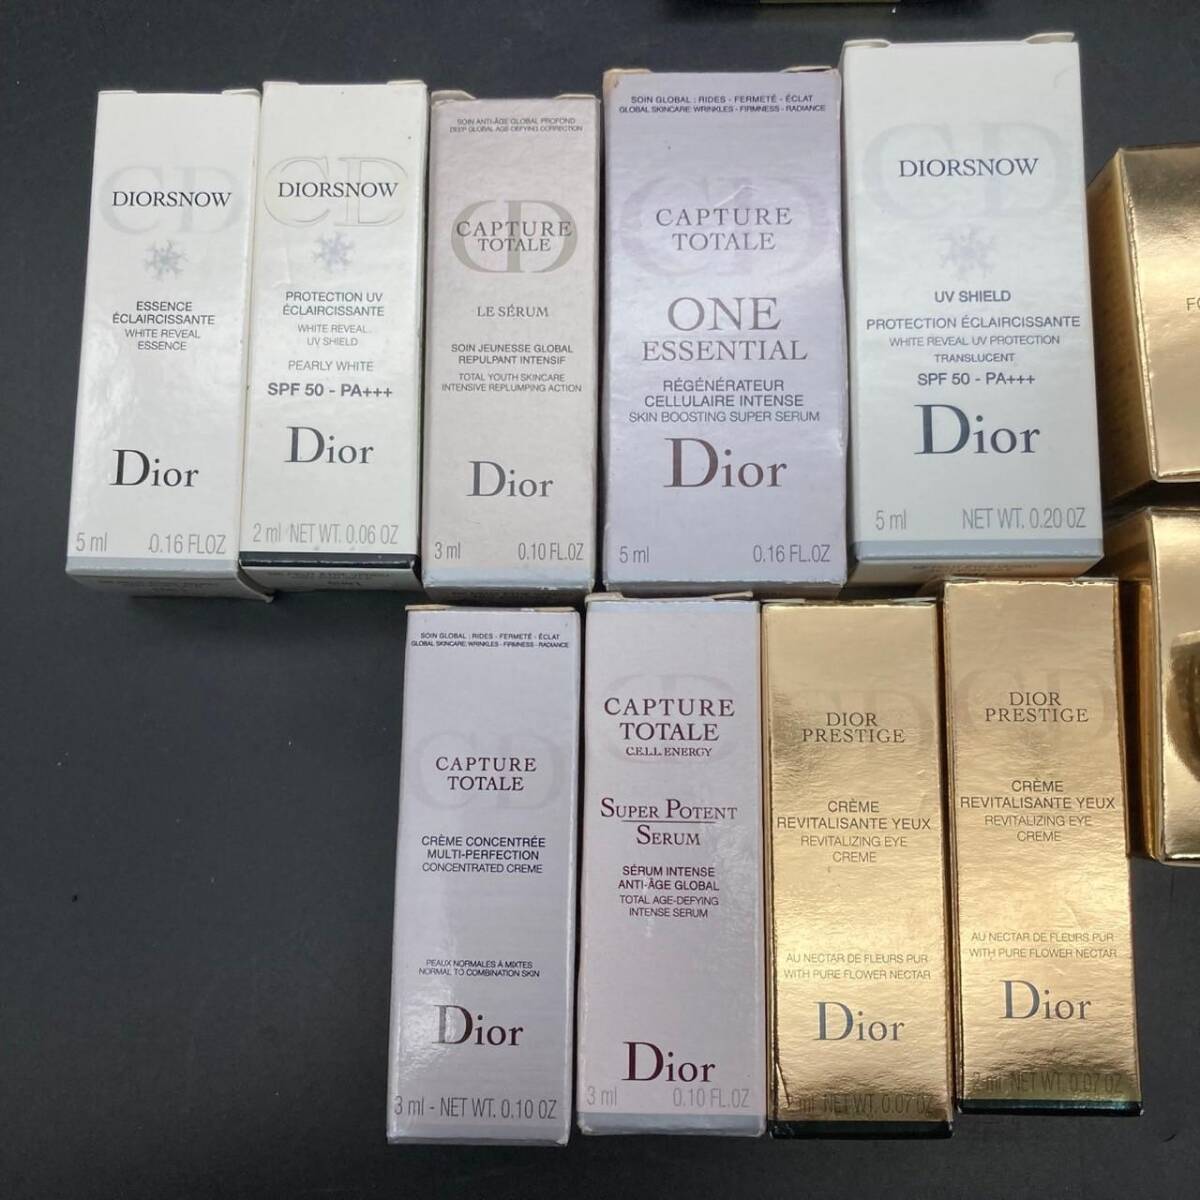 DIORSNOW
ESSENCE
ÉCLAIRCISSANTE
WHITE REVEAL
ESSENCE
Dior
5 ml 0.16 FL.OZ
CD
DIORSNOW
PROTECTION UV
ÉCLAIRCISSANTE
WHITE REVEAL
UV SHIELD
PEARLY WHITE
SPF 50 - PA+++
Dior
2 ml NET WT. 0.06 OZ
SOIN ANTI-ÂGE GLOBAL PROFOND
DEEP GLOBAL AGE-DEFYING CORRECTION
CD
CAPTURE
TOTALE
LE SÉRUM
SOIN JEUNESSE GLOBAL
REPULPANT INTENSIF
TOTAL YOUTH SKINCARE
INTENSIVE REPLUMPING ACTION
Dior
3 ml 0.10 FL.OZ
SOIN GLOBAL : RIDES - FERMETÉ - ÉCLAT
GLOBAL SKINCARE: WRINKLES - FIRMNESS - RADIANCE
CD
CAPTURE
TOTALE
ONE
ESSENTIAL
RÉGÉNÉRATEUR
CELLULAIRE INTENSE
SKIN BOOSTING SUPER SERUM
Dior
5 ml 0.16 FL.OZ
CD
DIORSNOW
UV SHIELD
PROTECTION ÉCLAIRCISSANTE
WHITE REVEAL UV PROTECTION
TRANSLUCENT
SPF 50 - PA+++
Dior
5 ml NET WT. 0.20 OZ
SOIN GLOBAL : RIDES - FERMETÉ - ÉCLAT
GLOBAL SKINCARE: WRINKLES - FIRMNESS - RADIANCE
CD
CAPTURE
TOTALE
CRÈME CONCENTRÉE
MULTI-PERFECTION
CONCENTRATED CREME
PEAUX NORMALES À MIXTES
NORMAL TO COMBINATION SKIN
Dior
3 ml - NET WT. 0.10 OZ
CD
CAPTURE
TOTALE
C.E.L.L. ENERGY
SUPER POTENT
SERUM
SÉRUM INTENSE
ANTI-ÂGE GLOBAL
TOTAL AGE-DEFYING
INTENSE SERUM
Dior
3 ml 0.10 FL.OZ
CD
DIOR
PRESTIGE
CRÈME
REVITALISANTE YEUX
REVITALIZING EYE
CREME
AU NECTAR DE FLEURS PUR
WITH PURE FLOWER NECTAR
Dior
2 ml NET WT. 0.07 OZ
CD
DIOR
PRESTIGE
CRÈME
REVITALISANTE YEUX
REVITALIZING EYE
CREME
AU NECTAR DE FLEURS PUR
WITH PURE FLOWER NECTAR
Dior
2 ml NET WT. 0.07 OZ